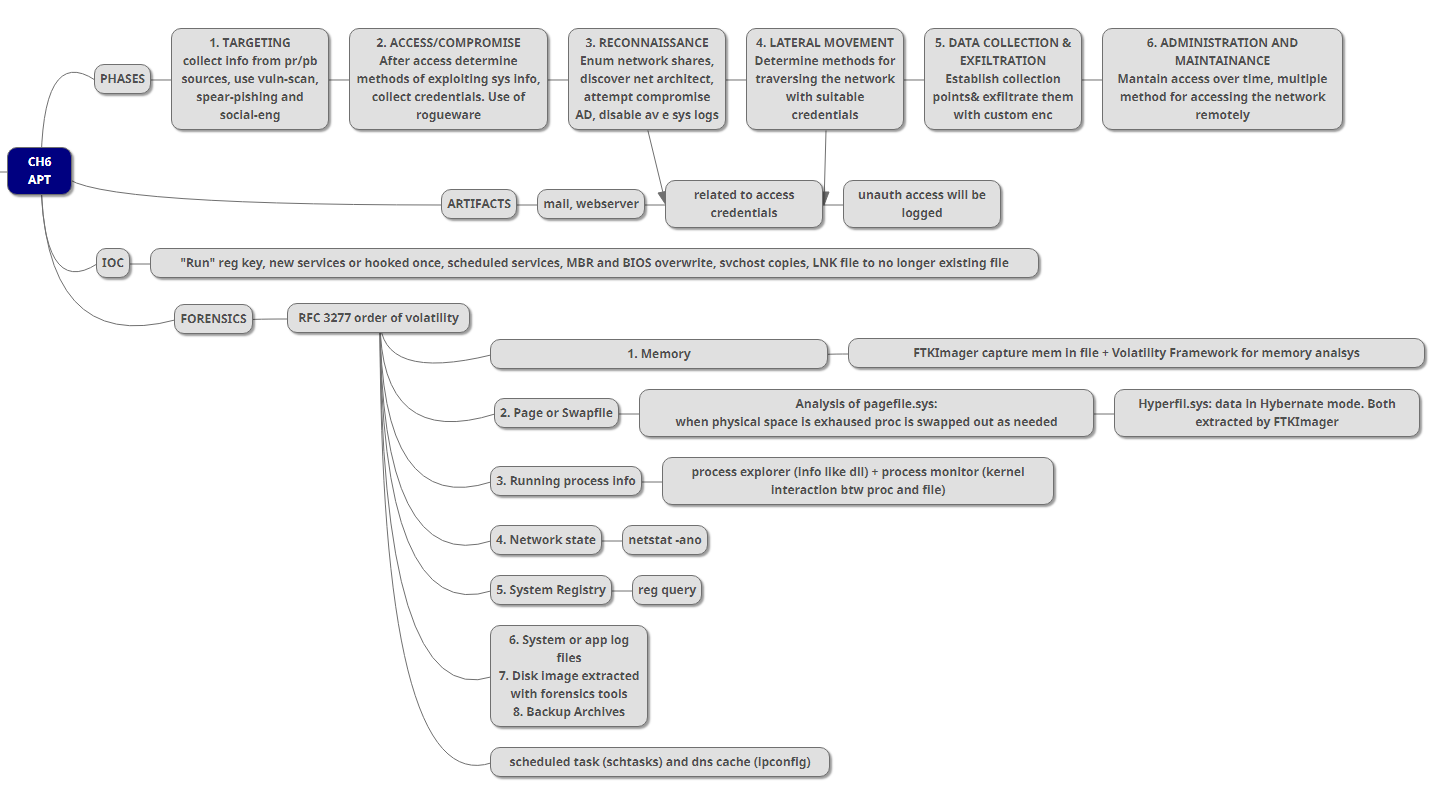 CH6
APT
PHASES
1. TARGETING
collect info from pr/pb
sources, use vuln-scan,
spear-pishing and
social-eng
2. ACCESS/COMPROMISE
After access determine
methods of exploiting sys info,
collect credentials. Use of
rogueware
3. RECONNAISSANCE
Enum network shares,
discover net architect,
attempt compromise
AD, disable av e sys logs
4. LATERAL MOVEMENT
Determine methods for
traversing the network
with suitable
credentials
5. DATA COLLECTION &
EXFILTRATION
Establish collection
points& exfiltrate them
with custom enc
6. ADMINISTRATION AND
MAINTAINANCE
Mantain access over time, multiple
method for accessing the network
remotely
ARTIFACTS
mail, webserver
related to access
credentials
unauth access will be
logged
IOC
"Run" reg key, new services or hooked once, scheduled services, MBR and BIOS overwrite, svchost copies, LNK file to no longer existing file
FORENSICS
RFC 3277 order of volatility
1. Memory
FTKImager capture mem in file + Volatility Framework for memory analsys
2. Page or Swapfile
Analysis of pagefile.sys:
when physical space is exhaused proc is swapped out as needed
Hyperfil.sys: data in Hybernate mode. Both
extracted by FTKImager
3. Running process info
process explorer (info like dll) + process monitor (kernel
interaction btw proc and file)
4. Network state
netstat -ano
5. System Registry
reg query
6. System or app log
files
7. Disk image extracted
with forensics tools
8. Backup Archives
scheduled task (schtasks) and dns cache (ipconfig)